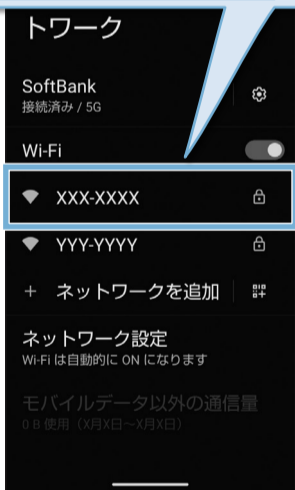 トワーク
SoftBank
接続済み / 5G
Wi-Fi
XXX-XXXX
YYY-YYYY
+ ネットワークを追加
ネットワーク設定
Wi-Fi は自動的に ON になります
モバイルデータ以外の通信量
0 B 使用（X月X日～X月X日）